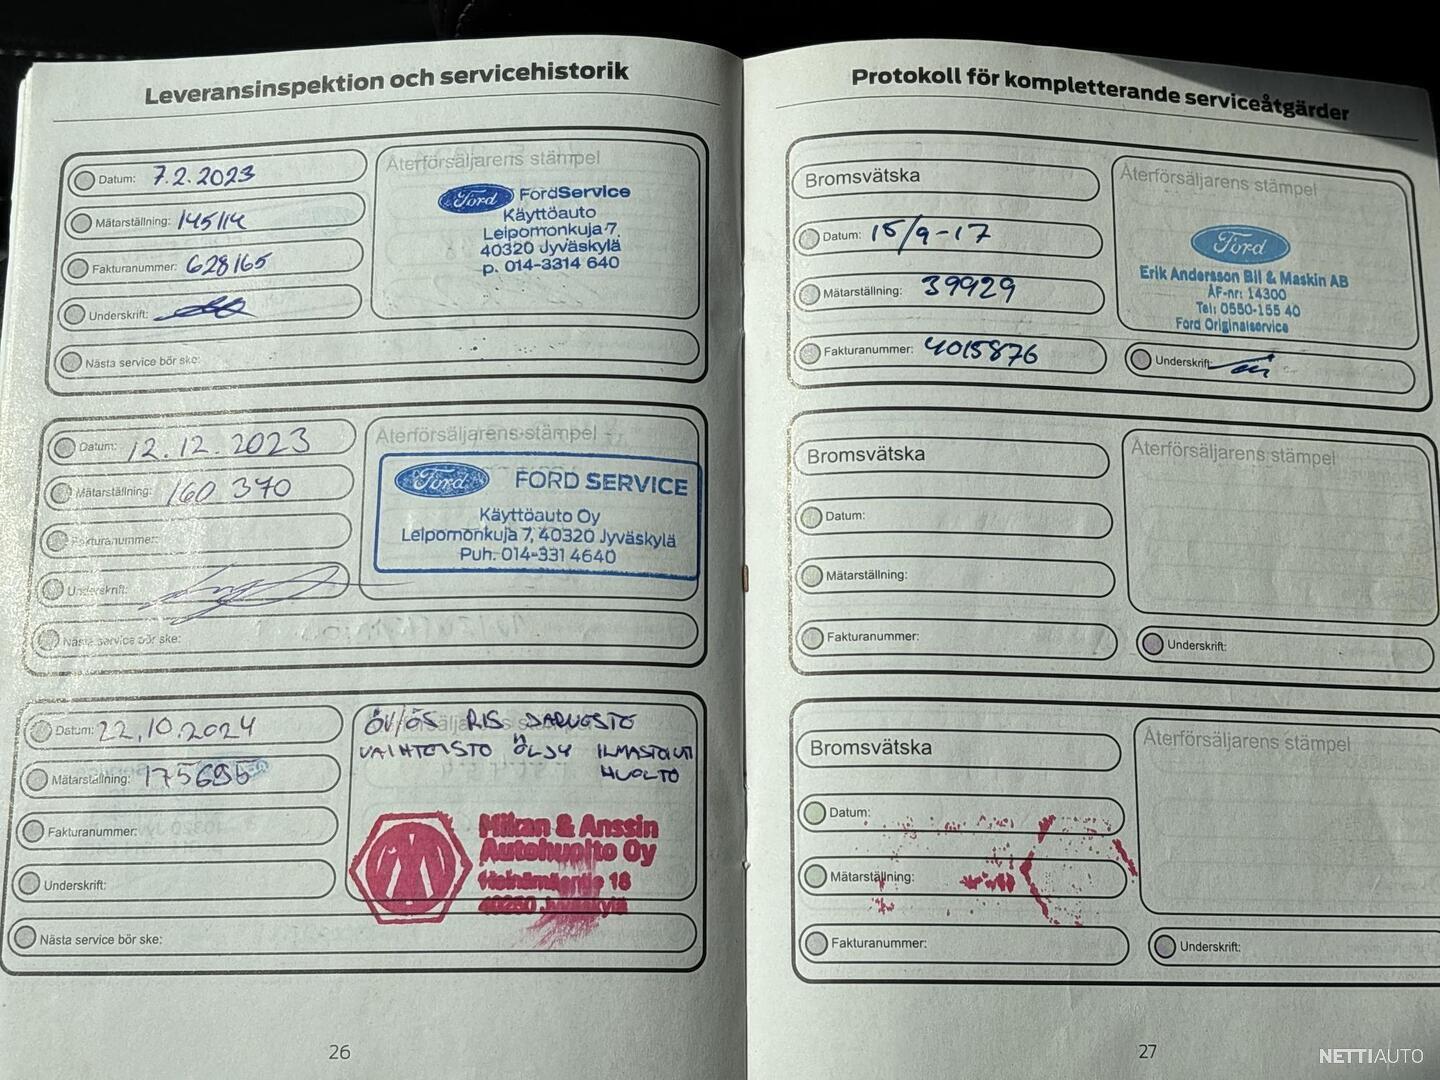 Leveransinspektion och servicehistorik
Datum: 7.2.2023
Mätarställning: 145114
Fakturanummer: 628165
Underskrift:
Nästa service bör ske:
Återförsäljarens stämpel
Ford FordService
Käyttöauto
Leipomonkuja 7,
40320 Jyväskylä
p. 014-3314 640
Datum: 12.12.2023
Mätarställning: 160 370
Fakturanummer:
Underskrift:
Nästa service bör ske:
Återförsäljarens stämpel
Ford FORD SERVICE
Käyttöauto Oy
Leipomonkuja 7, 40320 Jyväskylä
Puh. 014-331 4640
Datum: 22.10.2024
Mätarställning: 175695
Fakturanummer:
Underskrift:
Nästa service bör ske:
ÖV/ÖS RIS
VAIHTEISTO ÖLJY ILMASTOINTI
HUOLTO
Mikan & Anssin
Autohuolto Oy
18
Jyväskylä
26
Protokoll för kompletterande serviceåtgärder
Bromsvätska
Datum: 15/9-17
Mätarställning: 39929
Fakturanummer: 4015876
Återförsäljarens stämpel
Ford
Erik Andersson Bil & Maskin AB
ÅF-nr: 14300
Tel: 0550-155 40
Ford Originalservice
Underskrift:
Bromsvätska
Datum:
Mätarställning:
Fakturanummer:
Återförsäljarens stämpel
Underskrift:
Bromsvätska
Datum:
Mätarställning:
Fakturanummer:
Återförsäljarens stämpel
Underskrift:
27
NETTIAUTO